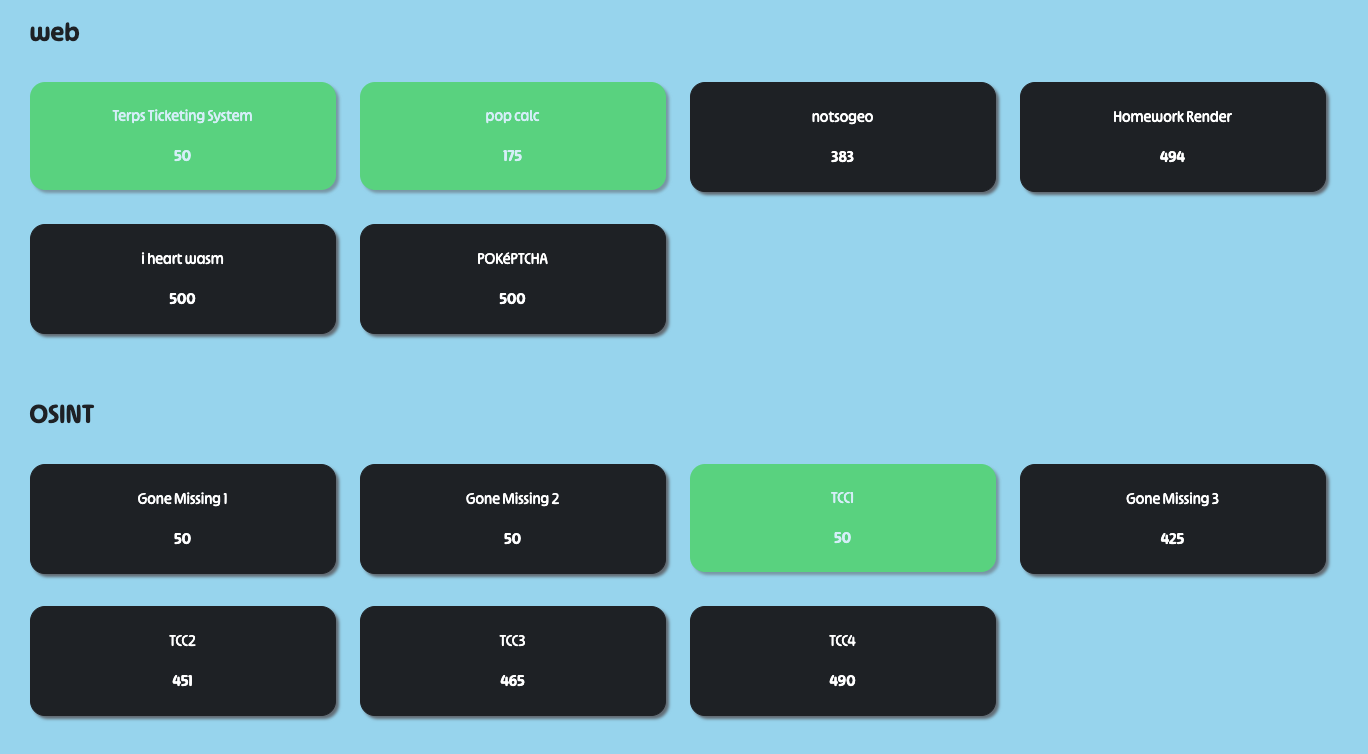 web
Terps Ticketing System
50
pop calc
175
notsogeo
383
Homework Render
494
i heart wasm
500
POKéPTCHA
500
OSINT
Gone Missing 1
50
Gone Missing 2
50
TCC1
50
Gone Missing 3
425
TCC2
451
TCC3
465
TCC4
490